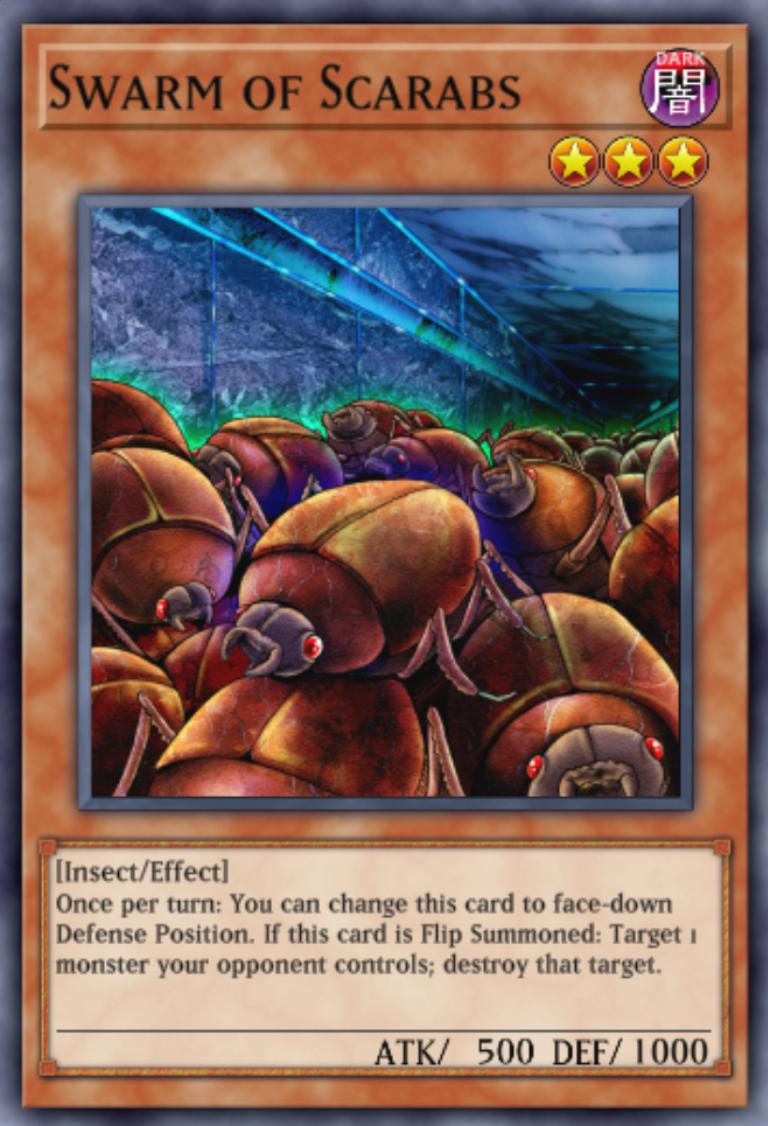 Swarm of Scarabs
DARK
闇
[Insect/Effect]
Once per turn: You can change this card to face-down
Defense Position. If this card is Flip Summoned: Target 1
monster your opponent controls; destroy that target.
ATK/ 500 DEF/ 1000